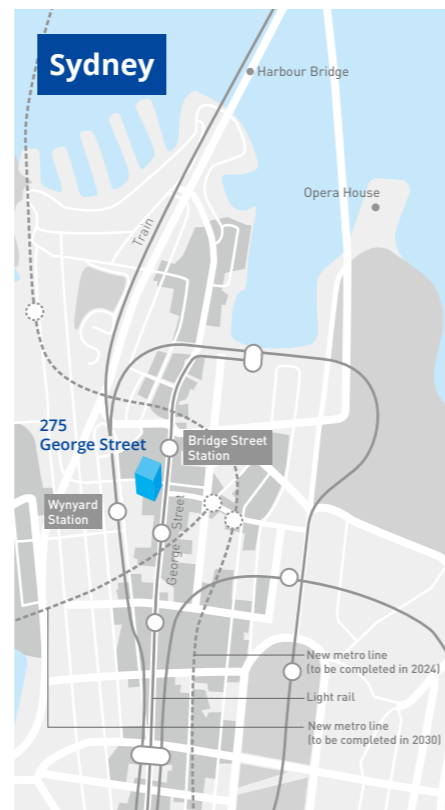 Sydney
Harbour Bridge
Opera House
Train
275
George Street
Bridge Street
Station
Wynyard
Station
George Street
New metro line
(to be completed in 2024)
Light rail
New metro line
(to be completed in 2030)